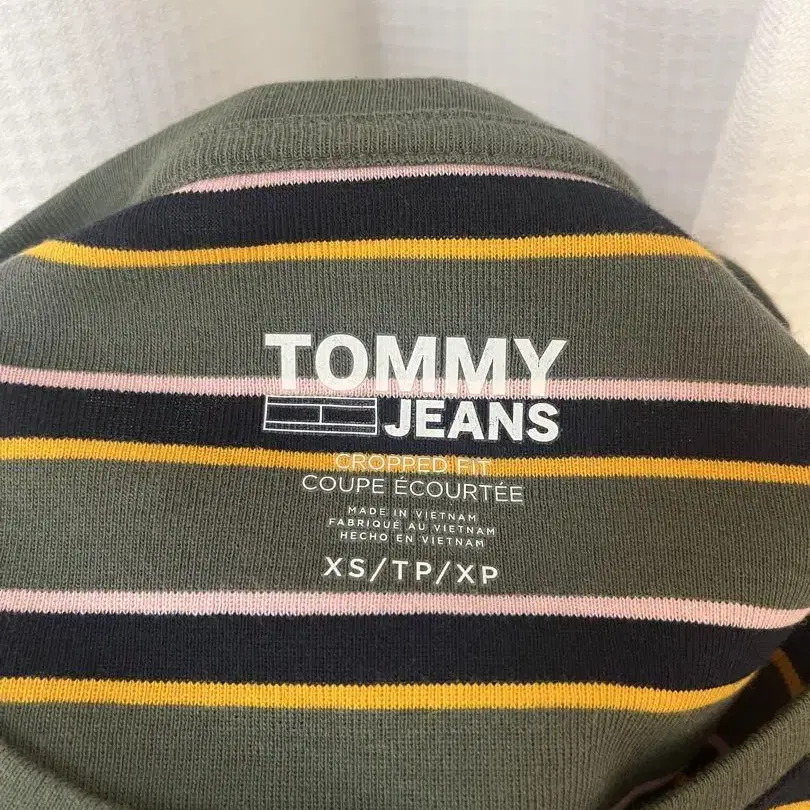 TOMMY
JEANS
CROPPED FIT
COUPE ÉCOURTÉE
MADE IN VIETNAM
FABRIQUÉ AU VIETNAM
HECHO EN VIETNAM
XS/TP/XP